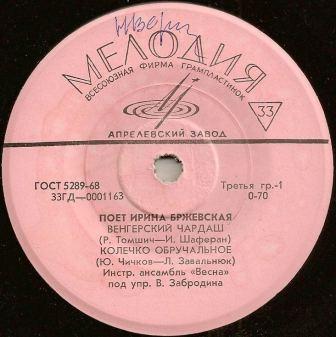 МЕЛОДИЯ
ВСЕСОЮЗНАЯ ФИРМА ГРАМПЛАСТИНОК
33
АПРЕЛЕВСКИЙ ЗАВОД
ГОСТ 5289-68
Третья гр.-1
33ГД—0001163
0-70
ПОЕТ ИРИНА БРЖЕВСКАЯ
ВЕНГЕРСКИЙ ЧАРДАШ
(Р. Томшич—И. Шаферан)
КОЛЕЧКО ОБРУЧАЛЬНОЕ
(Ю. Чичков—Л. Завальнюк)
Инстр. ансамбль «Весна»
под упр. В. Забродина